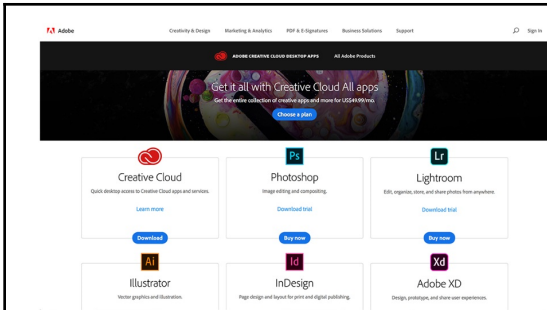 Adobe
Creativity & Design
Marketing & Analytics
PDF & E-Signatures
Business Solutions
Support
Sign in
ADOBE CREATIVE CLOUD DESKTOP APPS
All Adobe Products
Get it all with Creative Cloud All apps
Get the entire collection of creative apps and more for US$49.99/mo.
Choose a plan
Creative Cloud
Quick desktop access to Creative Cloud apps and services.
Learn more
Download
Ps
Photoshop
Image editing and compositing.
Download trial
Buy now
Lr
Lightroom
Edit, organize, store, and share photos from anywhere.
Download trial
Buy now
Ai
Illustrator
Vector graphics and illustration.
Id
InDesign
Page design and layout for print and digital publishing.
Xd
Adobe XD
Design, prototype, and share user experiences.